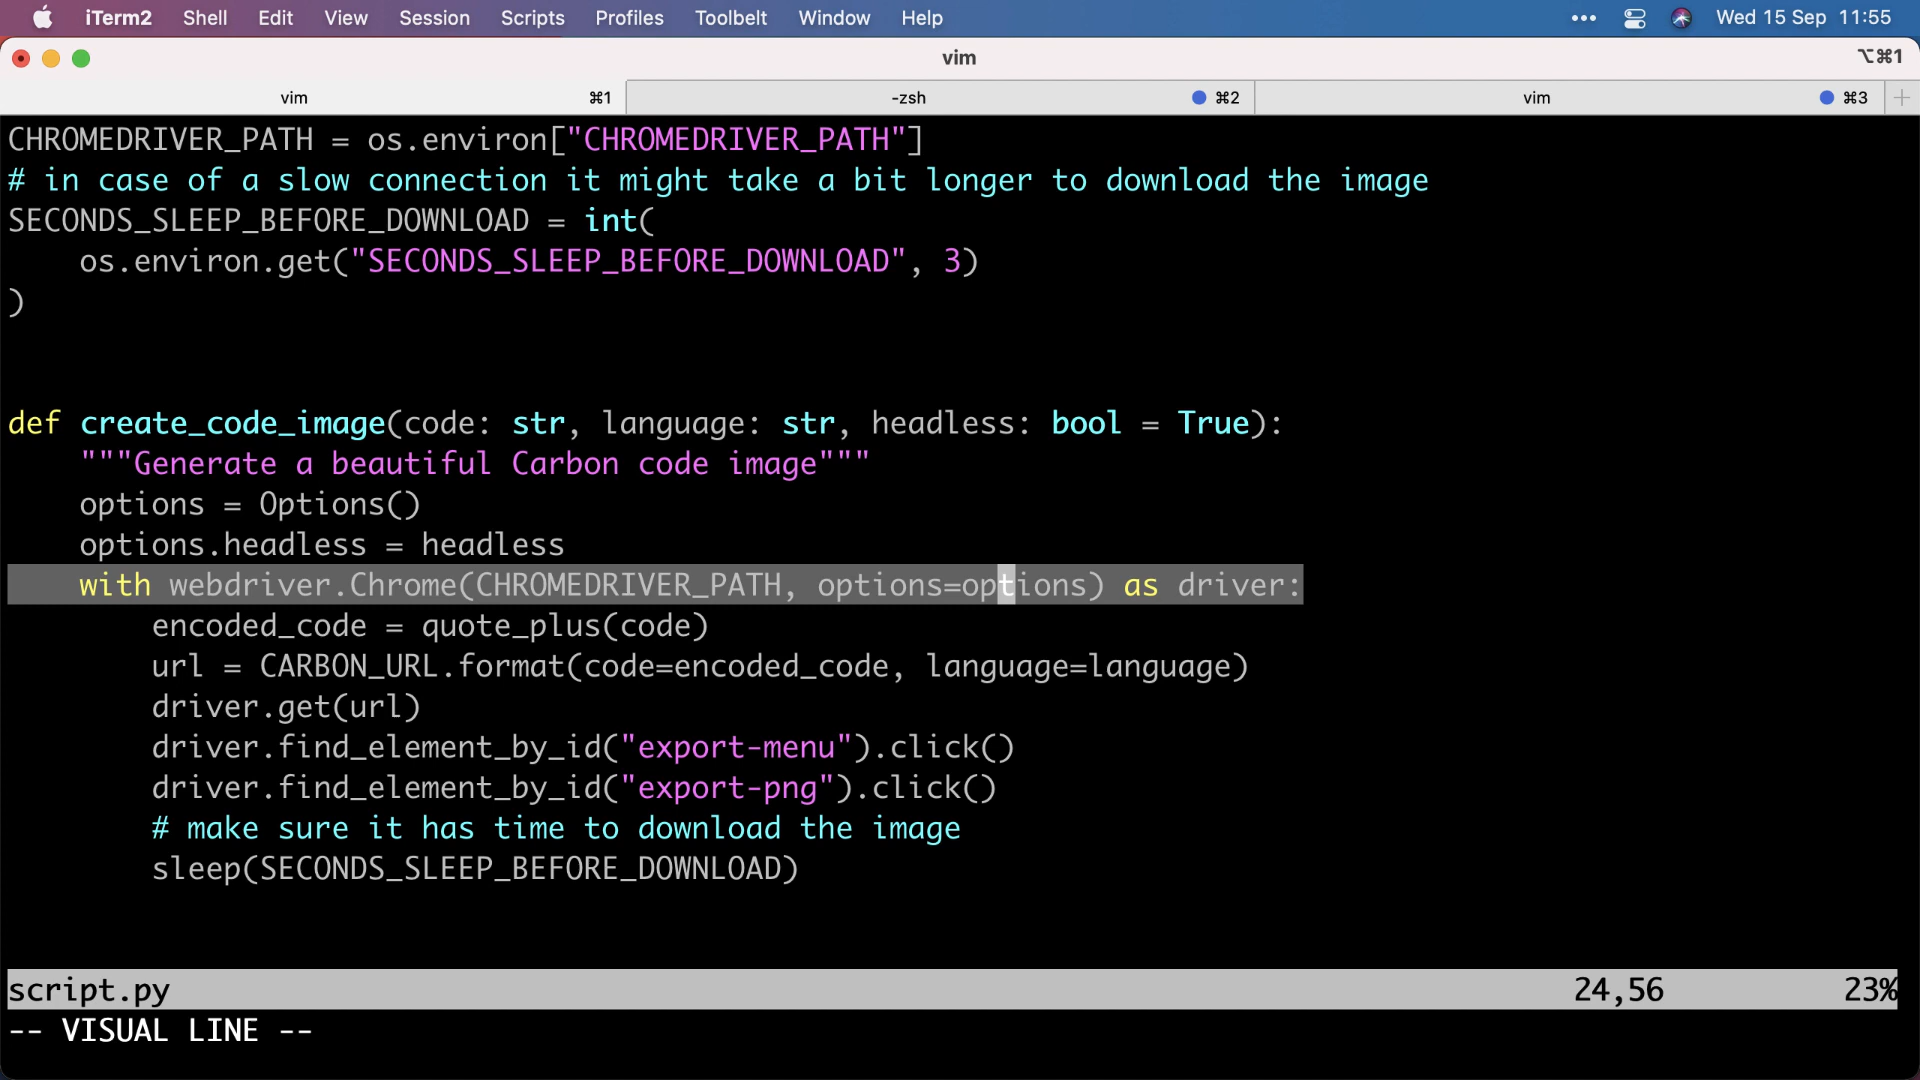 iTerm2 Shell Edit View Session Scripts Profiles Toolbelt Window Help ••• Wed 15 Sep 11:55
vim ⌥⌘1
vim ⌘1 -zsh ⌘2 vim ⌘3 +
CHROMEDRIVER_PATH = os.environ["CHROMEDRIVER_PATH"]
# in case of a slow connection it might take a bit longer to download the image
SECONDS_SLEEP_BEFORE_DOWNLOAD = int(
    os.environ.get("SECONDS_SLEEP_BEFORE_DOWNLOAD", 3)
)
def create_code_image(code: str, language: str, headless: bool = True):
    """Generate a beautiful Carbon code image"""
    options = Options()
    options.headless = headless
    with webdriver.Chrome(CHROMEDRIVER_PATH, options=options) as driver:
        encoded_code = quote_plus(code)
        url = CARBON_URL.format(code=encoded_code, language=language)
        driver.get(url)
        driver.find_element_by_id("export-menu").click()
        driver.find_element_by_id("export-png").click()
        # make sure it has time to download the image
        sleep(SECONDS_SLEEP_BEFORE_DOWNLOAD)
script.py 24,56 23%
-- VISUAL LINE --